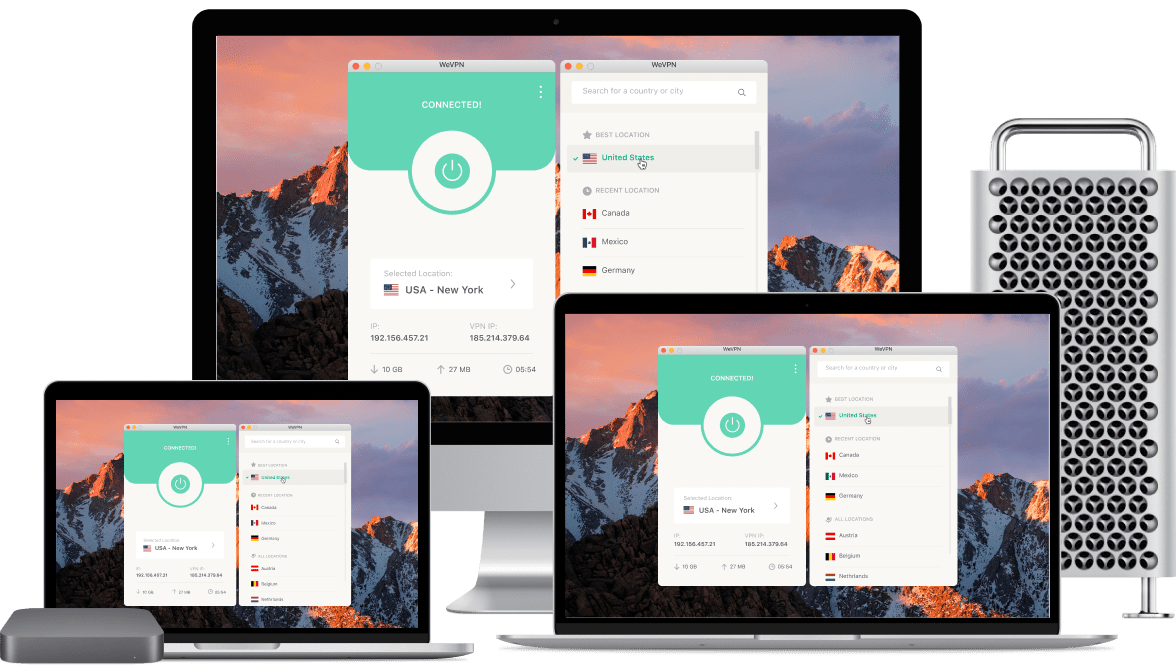 WeVPN
CONNECTED!
Selected Location:
USA - New York
IP:
192.156.457.21
VPN IP:
185.214.379.64
10 GB
27 MB
05:54
WeVPN
Search for a country or city
BEST LOCATION
United States
RECENT LOCATION
Canada
Mexico
Germany
WeVPN
CONNECTED!
Selected Location:
USA - New York
IP:
192.156.457.21
VPN IP:
185.214.379.64
10 GB
27 MB
05:54
WeVPN
Search for a country or city
BEST LOCATION
United States
RECENT LOCATION
Canada
Mexico
Germany
ALL LOCATIONS
Austria
Belgium
Nethrlands
WeVPN
CONNECTED!
Selected Location:
USA - New York
IP:
192.156.457.21
VPN IP:
185.214.379.64
10 GB
27 MB
05:54
WeVPN
Search for a country or city
BEST LOCATION
United States
RECENT LOCATION
Canada
Mexico
Germany
ALL LOCATIONS
Austria
Belgium
Nethrlands